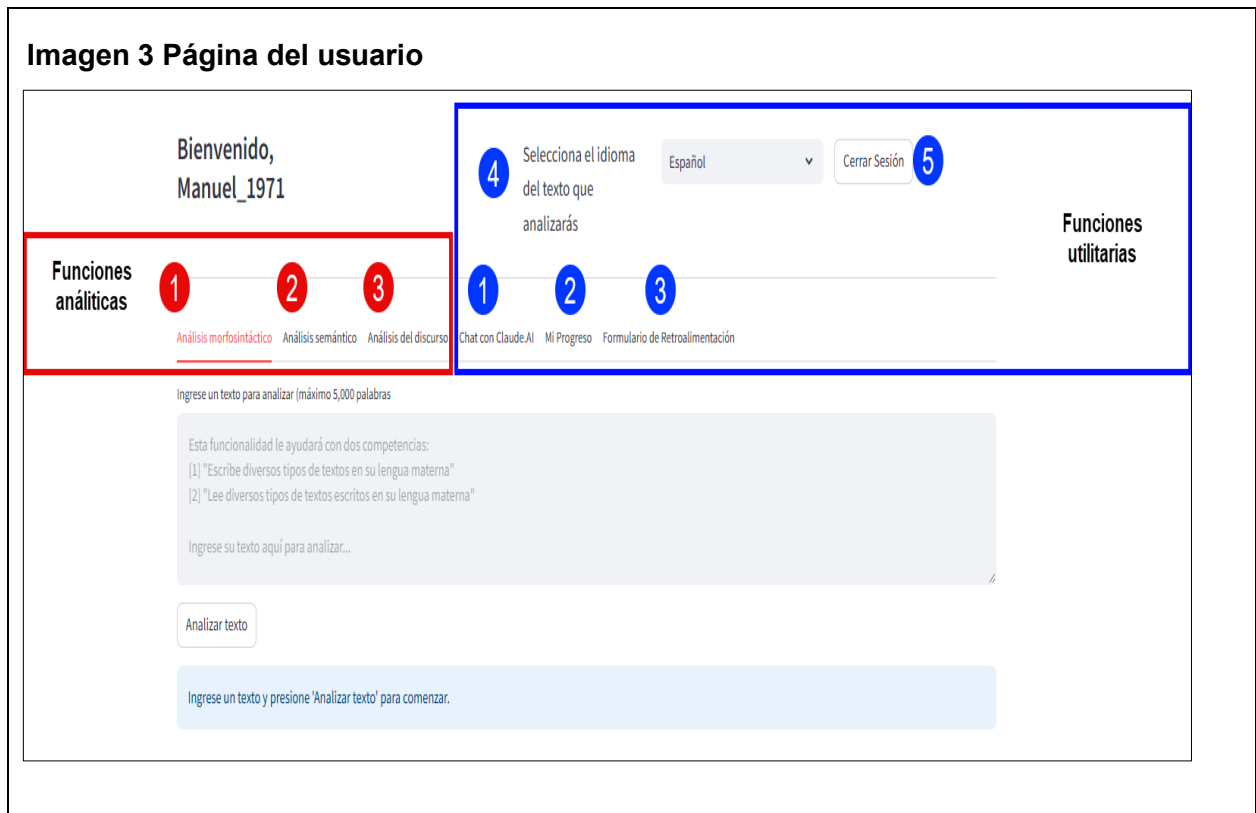 Imagen 3 Página del usuario
Bienvenido,
Manuel_1971
4
Selecciona el idioma
del texto que
analizarás
Español
Cerrar Sesión
5
Funciones
utilitarias
Funciones
análiticas
1
2
3
1
2
3
Análisis morfosintáctico
Análisis semántico
Análisis del discurso
Chat con Claude.AI
Mi Progreso
Formulario de Retroalimentación
Ingrese un texto para analizar (máximo 5,000 palabras
Esta funcionalidad le ayudará con dos competencias:
[1] "Escribe diversos tipos de textos en su lengua materna"
[2] "Lee diversos tipos de textos escritos en su lengua materna"
Ingrese su texto aquí para analizar...
Analizar texto
Ingrese un texto y presione 'Analizar texto' para comenzar.